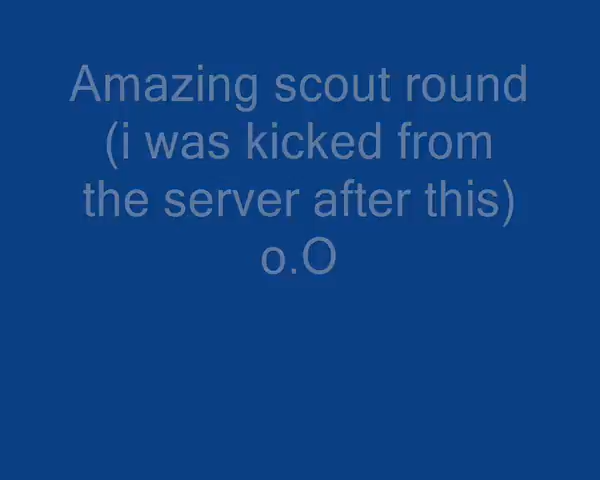 Amazing scout round
(i was kicked from
the server after this)
o.O